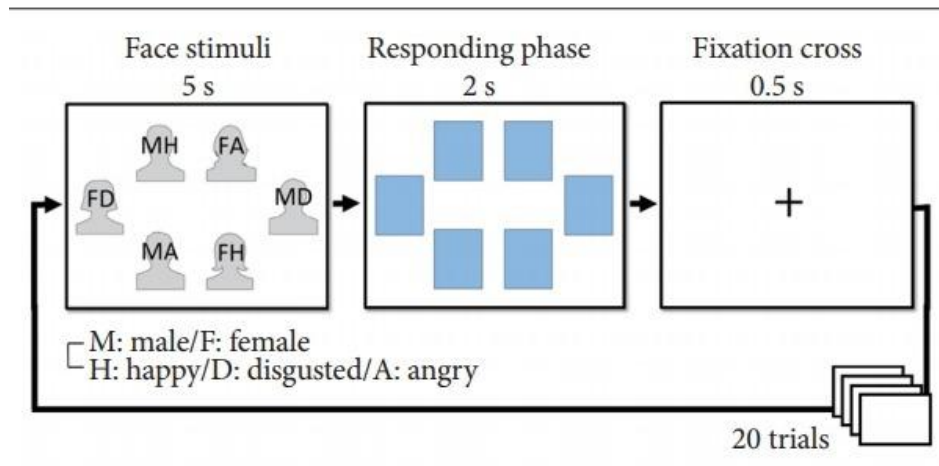 Face stimuli
5 s
Responding phase
2 s
Fixation cross
0.5 s
MH
FA
FD
MD
MA
FH
M: male/F: female
H: happy/D: disgusted/A: angry
20 trials